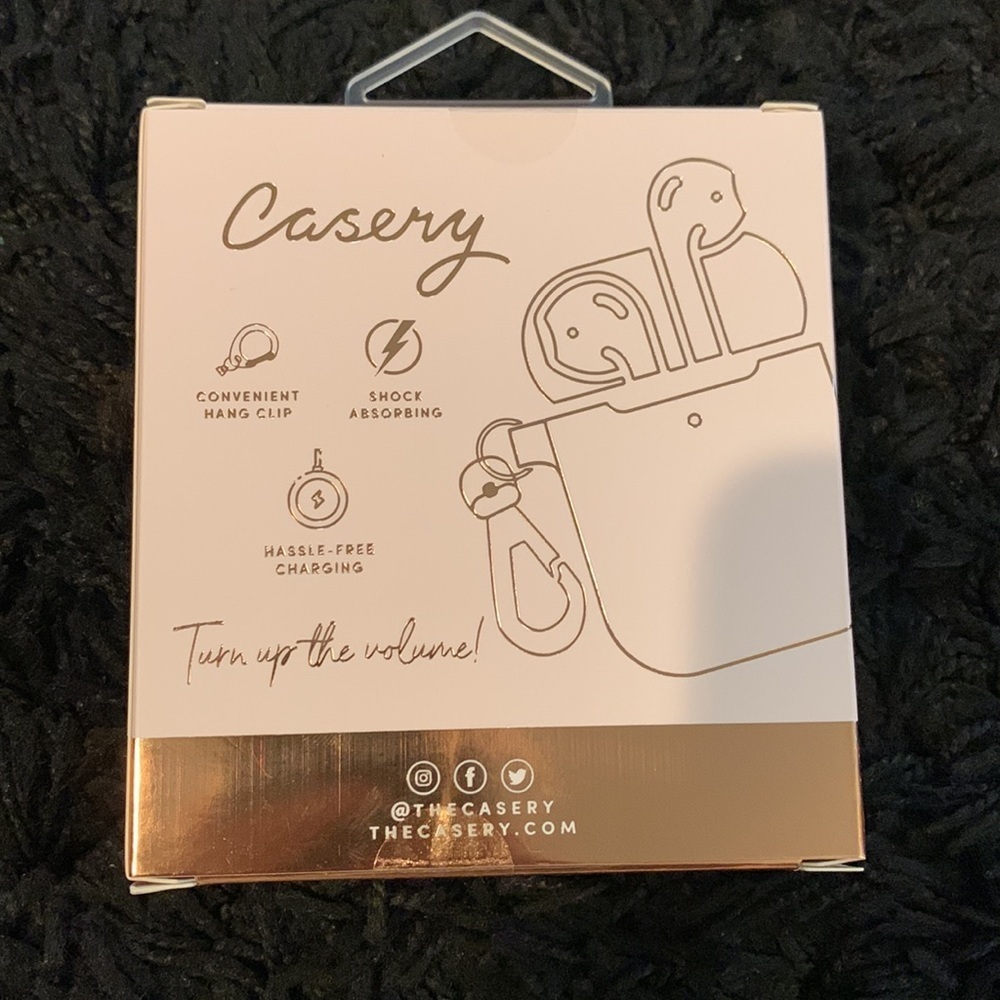 Casery
CONVENIENT
HANG CLIP
SHOCK
ABSORBING
HASSLE-FREE
CHARGING
Turn up the volume!
@THECASERY
THECASERY.COM